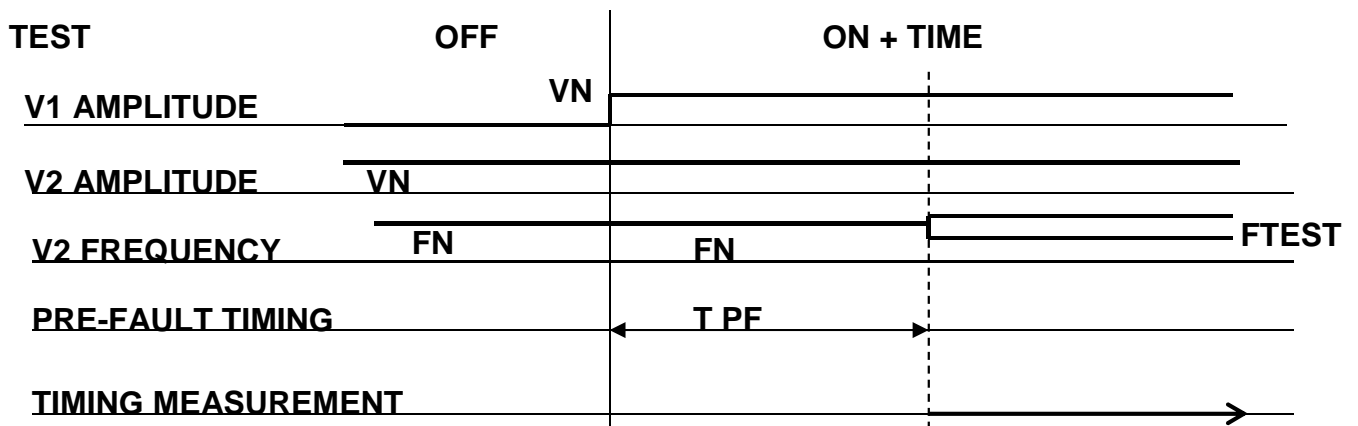 TEST OFF ON + TIME
VN
V1 AMPLITUDE
V2 AMPLITUDE VN
V2 FREQUENCY FN FN FTEST
PRE-FAULT TIMING T PF
TIMING MEASUREMENT